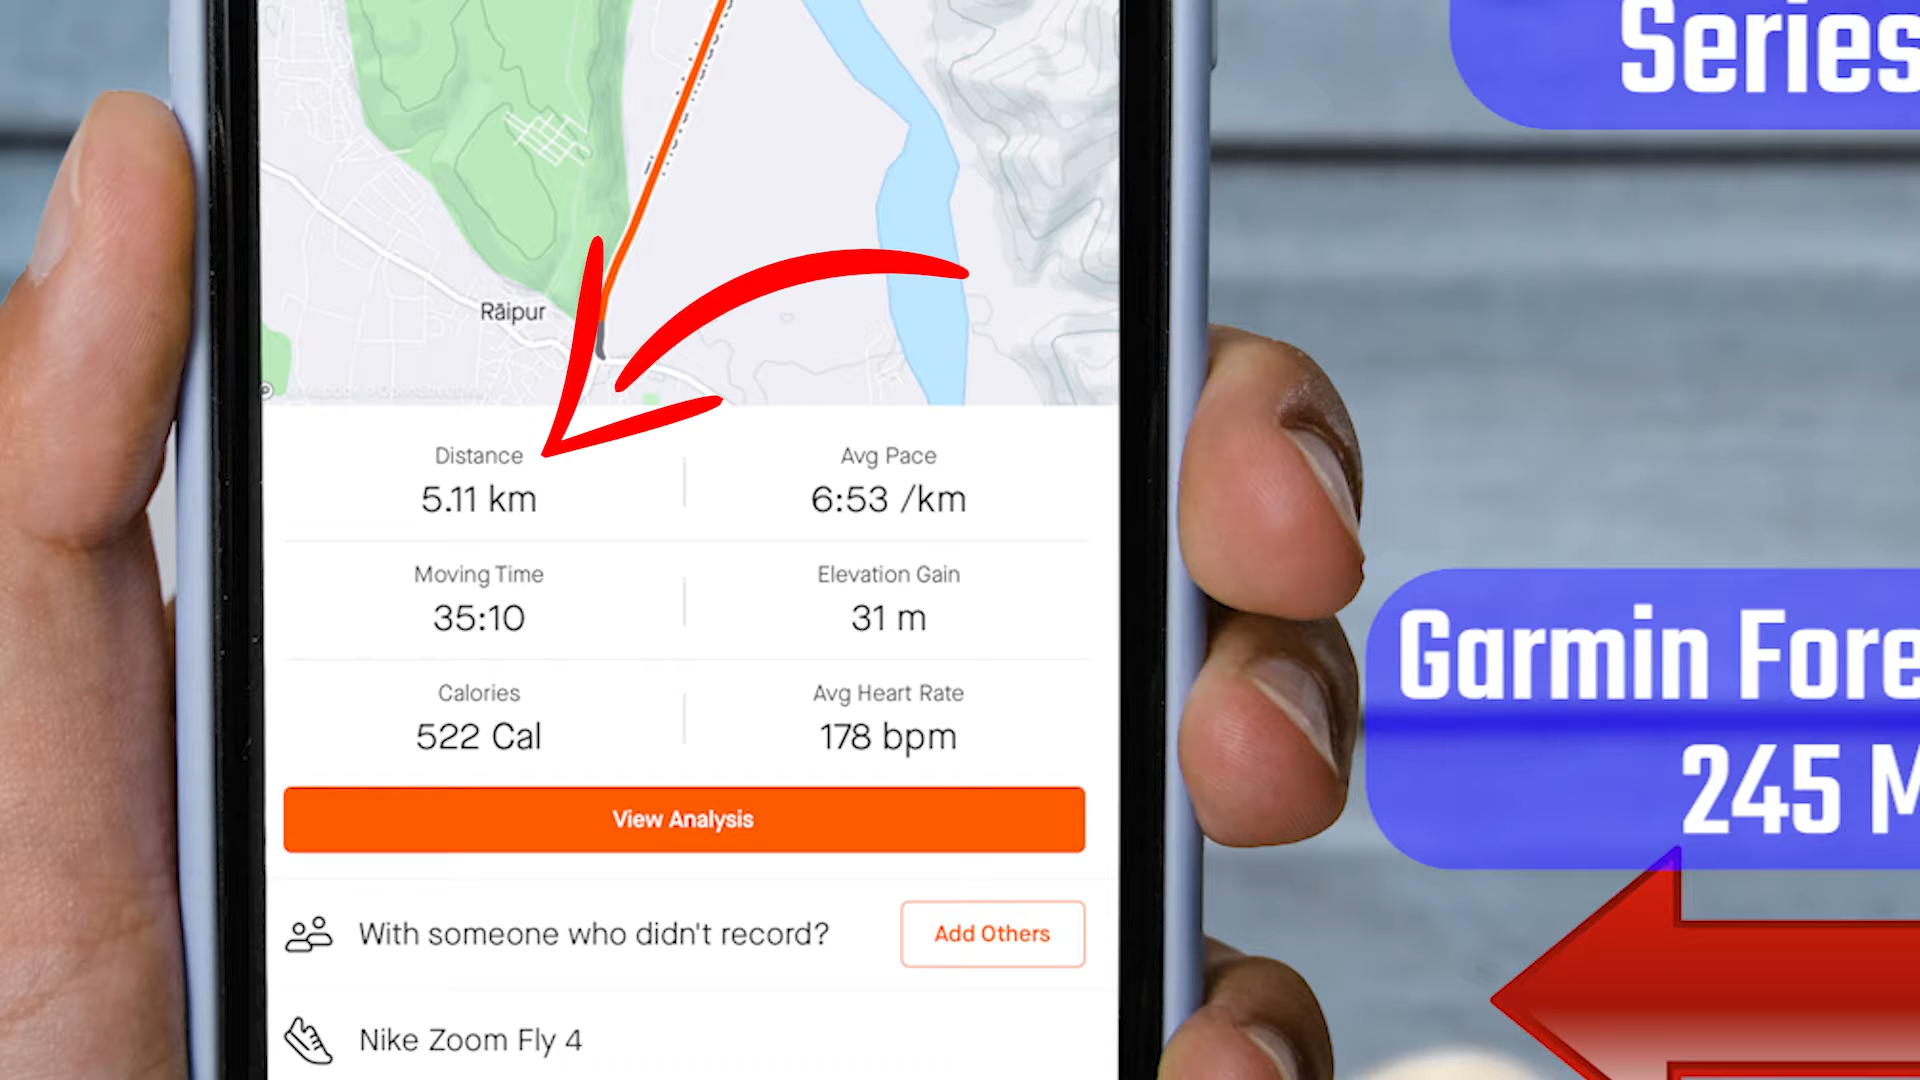 Series
Rāipur
Distance
5.11 km
Avg Pace
6:53 /km
Moving Time
35:10
Elevation Gain
31 m
Calories
522 Cal
Avg Heart Rate
178 bpm
View Analysis
Garmin Fore
245 M
With someone who didn't record?
Add Others
Nike Zoom Fly 4